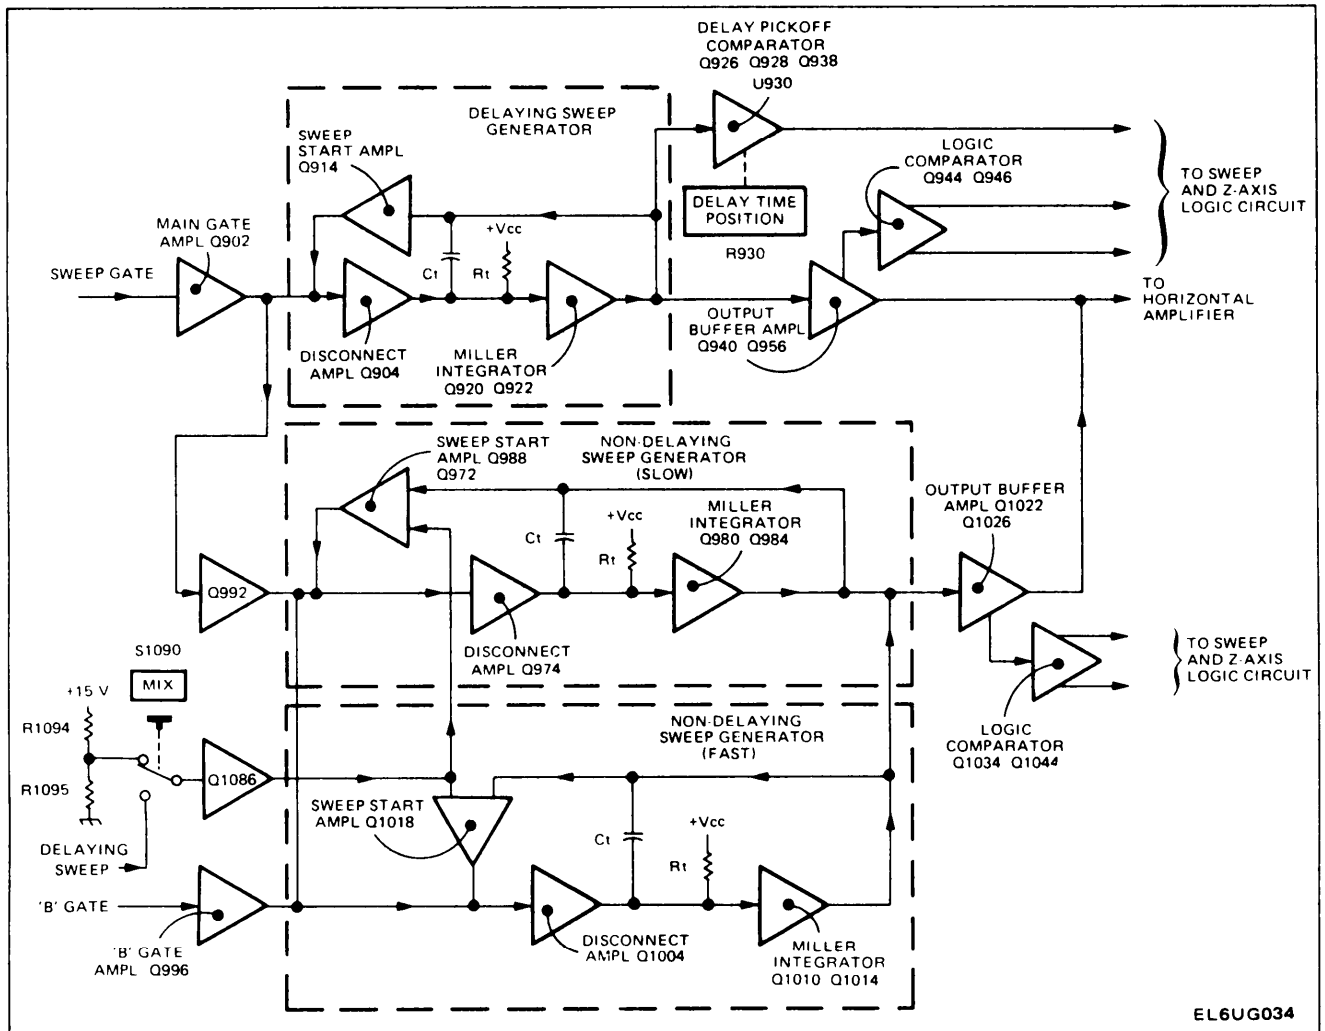 DELAY PICKOFF
COMPARATOR
Q926 Q928 Q938
U930
DELAYING SWEEP
GENERATOR
SWEEP
START AMPL
Q914
LOGIC
COMPARATOR
Q944 Q946
TO SWEEP
AND Z-AXIS
LOGIC CIRCUIT
DELAY TIME
POSITION
R930
MAIN GATE
AMPL Q902
+Vcc
SWEEP GATE
Ct
Rt
TO
HORIZONTAL
AMPLIFIER
OUTPUT
BUFFER AMPL
Q940 Q956
DISCONNECT
AMPL Q904
MILLER
INTEGRATOR
Q920 Q922
SWEEP START
AMPL Q988
Q972
NON-DELAYING
SWEEP GENERATOR
(SLOW)
OUTPUT BUFFER
AMPL Q1022
Q1026
MILLER
INTEGRATOR
Q980 Q984
+Vcc
Ct
Rt
Q992
DISCONNECT
AMPL Q974
TO SWEEP
AND Z-AXIS
LOGIC CIRCUIT
S1090
MIX
+15 V
R1094
R1095
Q1086
NON-DELAYING
SWEEP GENERATOR
(FAST)
LOGIC
COMPARATOR
Q1034 Q1044
SWEEP START
AMPL Q1018
+Vcc
Ct
Rt
DELAYING
SWEEP
'B' GATE
'B' GATE
AMPL Q996
DISCONNECT
AMPL Q1004
MILLER
INTEGRATOR
Q1010 Q1014
EL6UG034